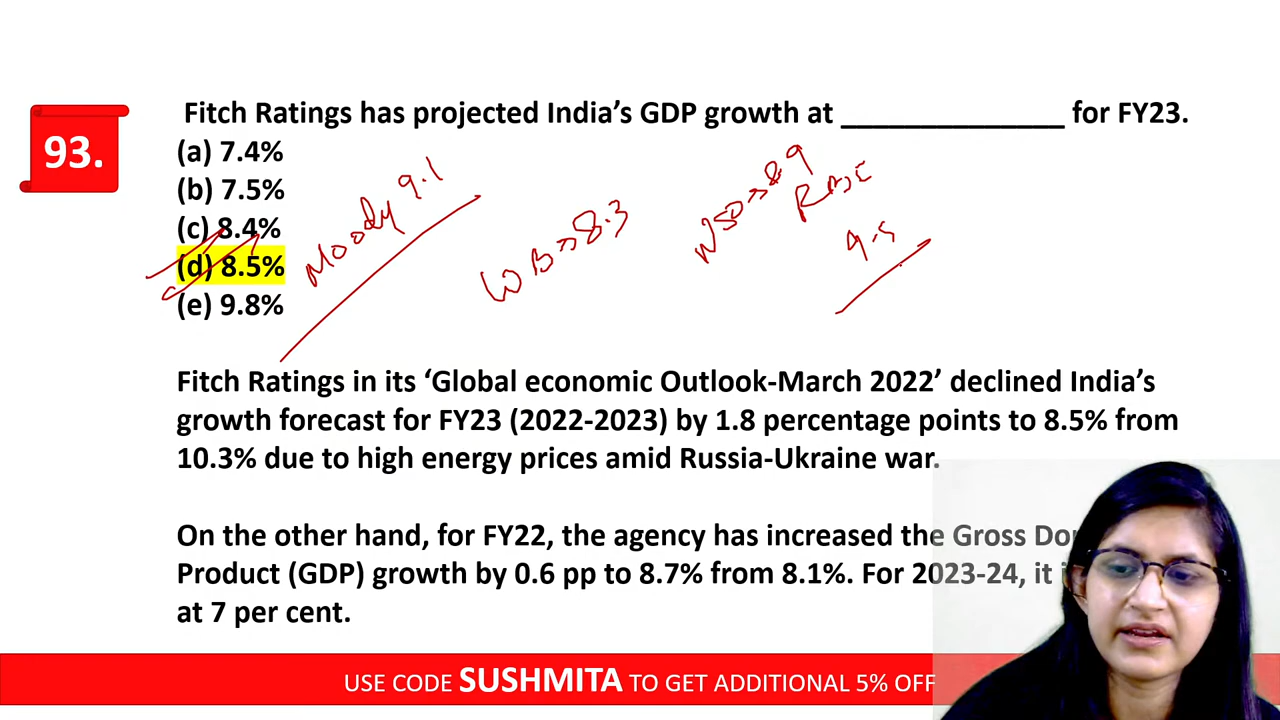 93.
Fitch Ratings has projected India's GDP growth at ______________ for FY23.
(a) 7.4%
(b) 7.5%
(c) 8.4%
(d) 8.5%
(e) 9.8%
Moody 9.1
WB → 8.3
NSO → 8.9
9.5
Fitch Ratings in its ‘Global economic Outlook-March 2022’ declined India's
growth forecast for FY23 (2022-2023) by 1.8 percentage points to 8.5% from
10.3% due to high energy prices amid Russia-Ukraine war.
On the other hand, for FY22, the agency has increased the Gross Do
Product (GDP) growth by 0.6 pp to 8.7% from 8.1%. For 2023-24, it
at 7 per cent.
USE CODE SUSHMITA TO GET ADDITIONAL 5% OFF